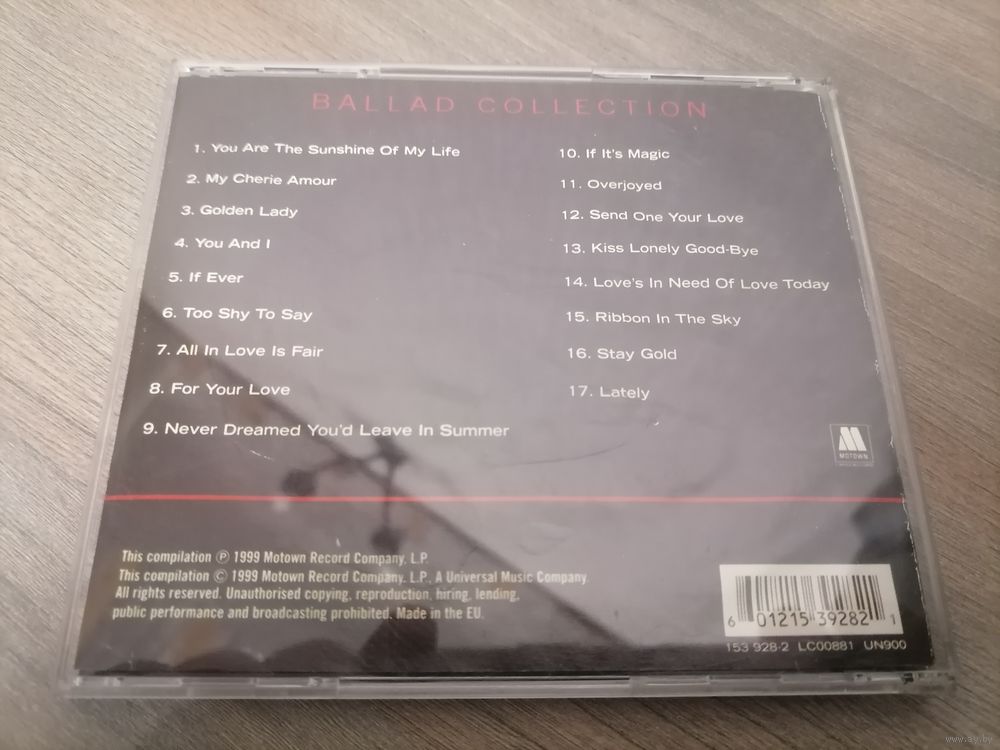 BALLAD COLLECTION
1. You Are The Sunshine Of My Life
2. My Cherie Amour
3. Golden Lady
4. You And I
5. If Ever
6. Too Shy To Say
7. All In Love Is Fair
8. For Your Love
9. Never Dreamed You'd Leave In Summer
10. If It's Magic
11. Overjoyed
12. Send One Your Love
13. Kiss Lonely Good-Bye
14. Love's In Need Of Love Today
15. Ribbon In The Sky
16. Stay Gold
17. Lately
MOTOWN
This compilation ℗ 1999 Motown Record Company, L.P.
This compilation © 1999 Motown Record Company, L.P., A Universal Music Company.
All rights reserved. Unauthorised copying, reproduction, hiring, lending,
public performance and broadcasting prohibited. Made in the EU.
6 01215 39282 1
153 928-2 LC00881 UN900
www.ay.by